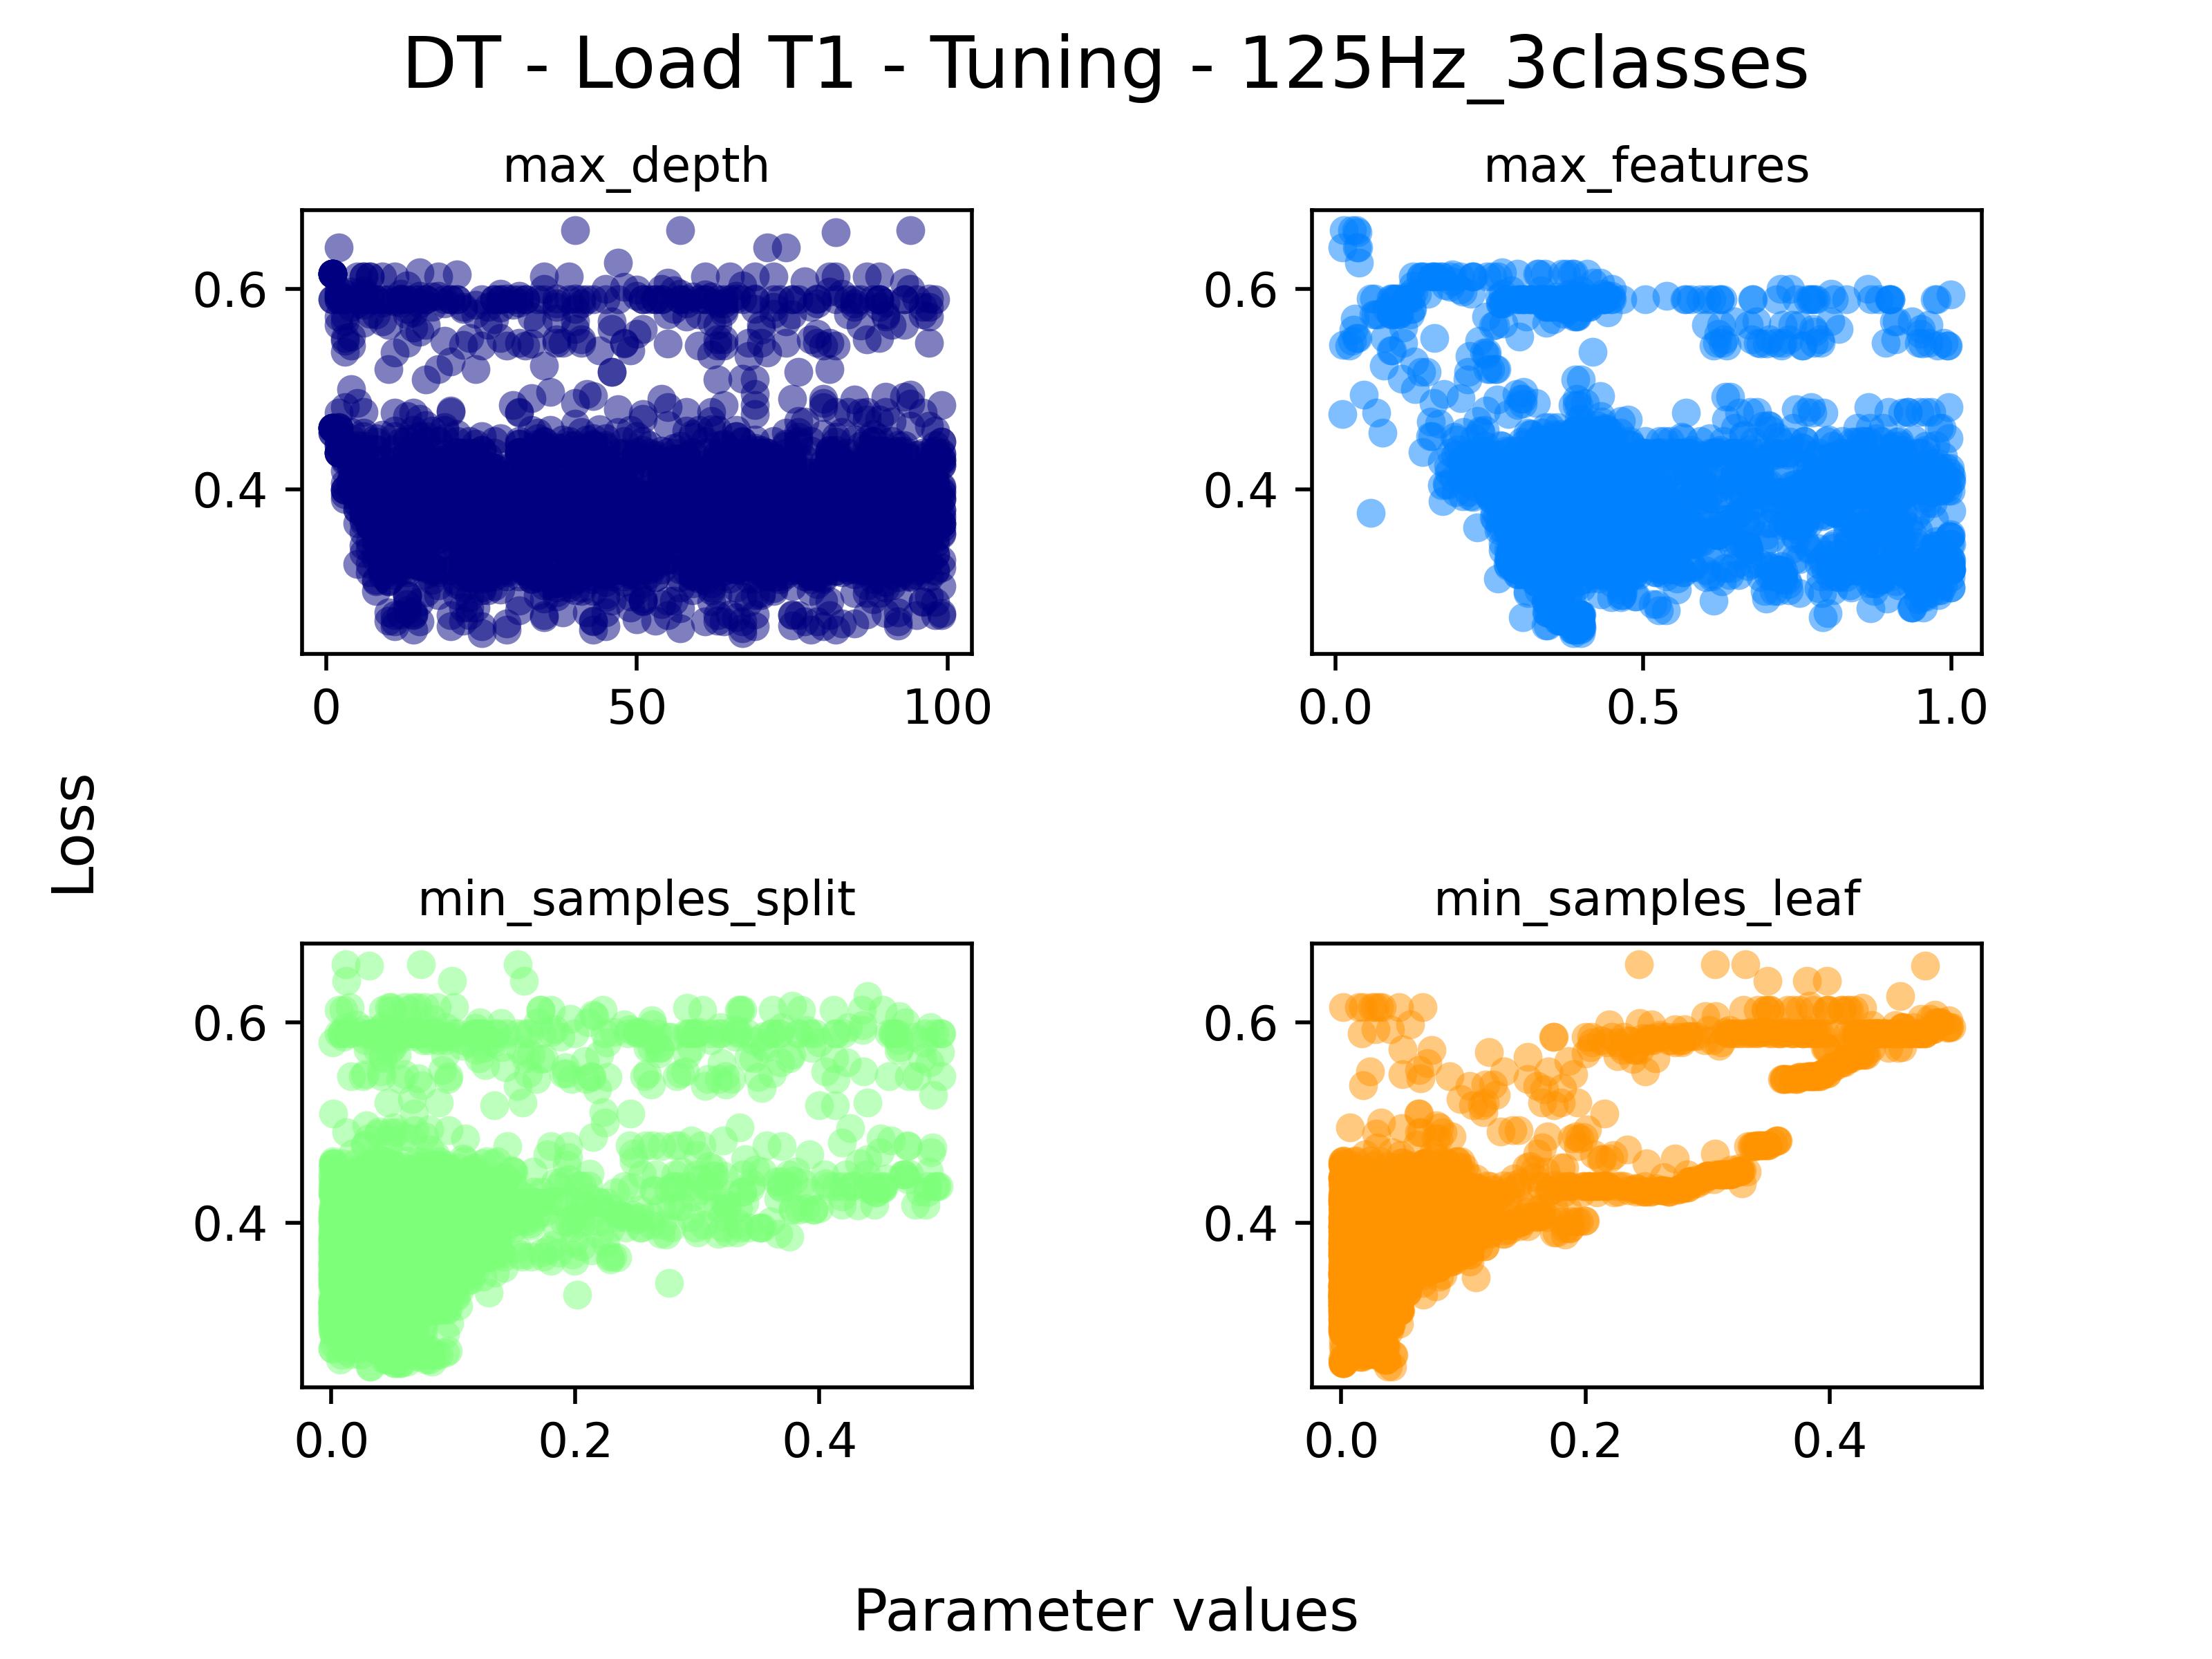 DT - Load T1 - Tuning - 125Hz_3classes
max_depth
max_features
0.6
0.4
0 50 100
0.6
0.4
0.0 0.5 1.0
Loss
min_samples_split
min_samples_leaf
0.6
0.4
0.0 0.2 0.4
0.6
0.4
0.0 0.2 0.4
Parameter values